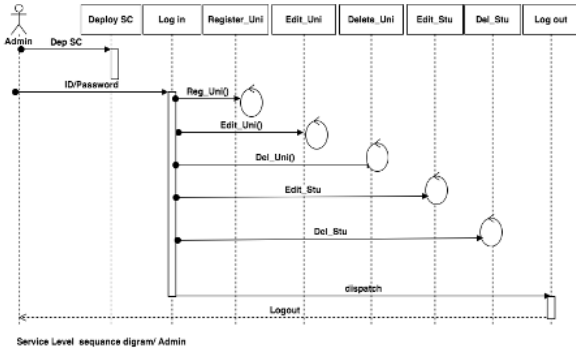 Deploy SC
Log in
Register_Uni
Edit_Uni
Delete_Uni
Edit_Stu
Del_Stu
Log out
Admin
Dep SC
ID/Password
Reg_Uni()
Edit_Uni()
Del_Uni()
Edit_Stu
Del_Stu
dispatch
Logout
Service Level sequance digram/ Admin